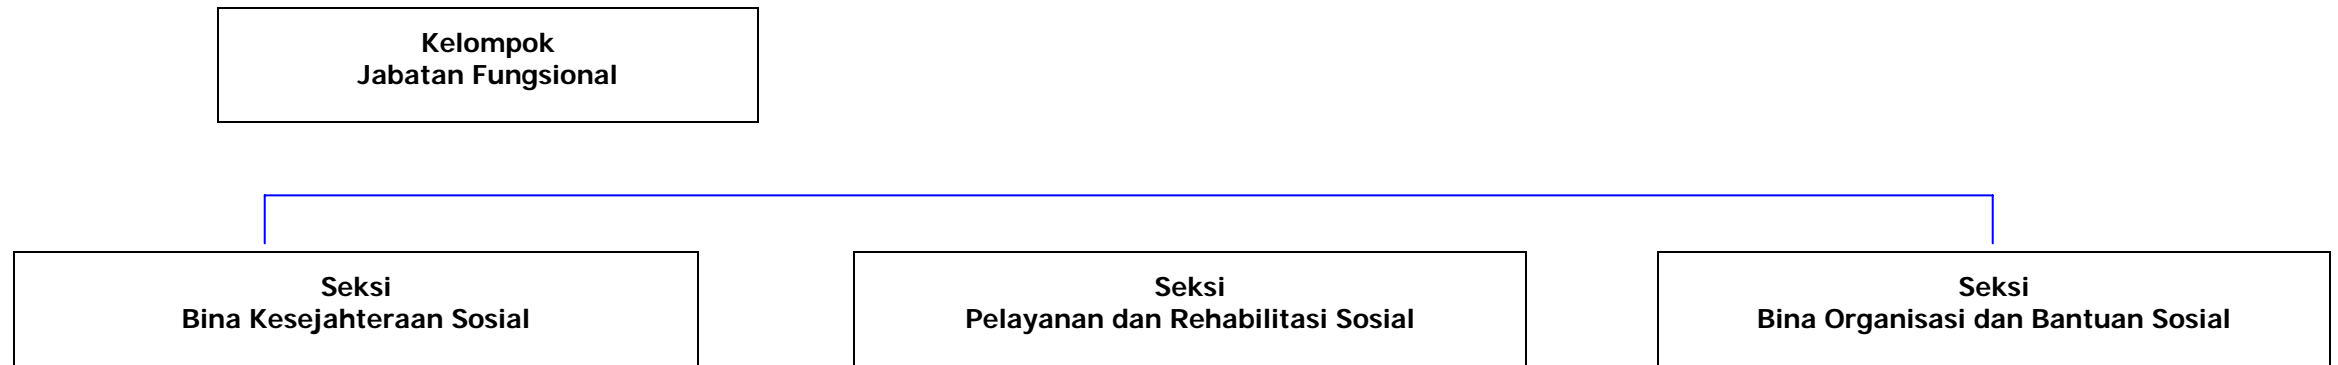 Kelompok
Jabatan Fungsional
Seksi
Bina Kesejahteraan Sosial
Seksi
Pelayanan dan Rehabilitasi Sosial
Seksi
Bina Organisasi dan Bantuan Sosial